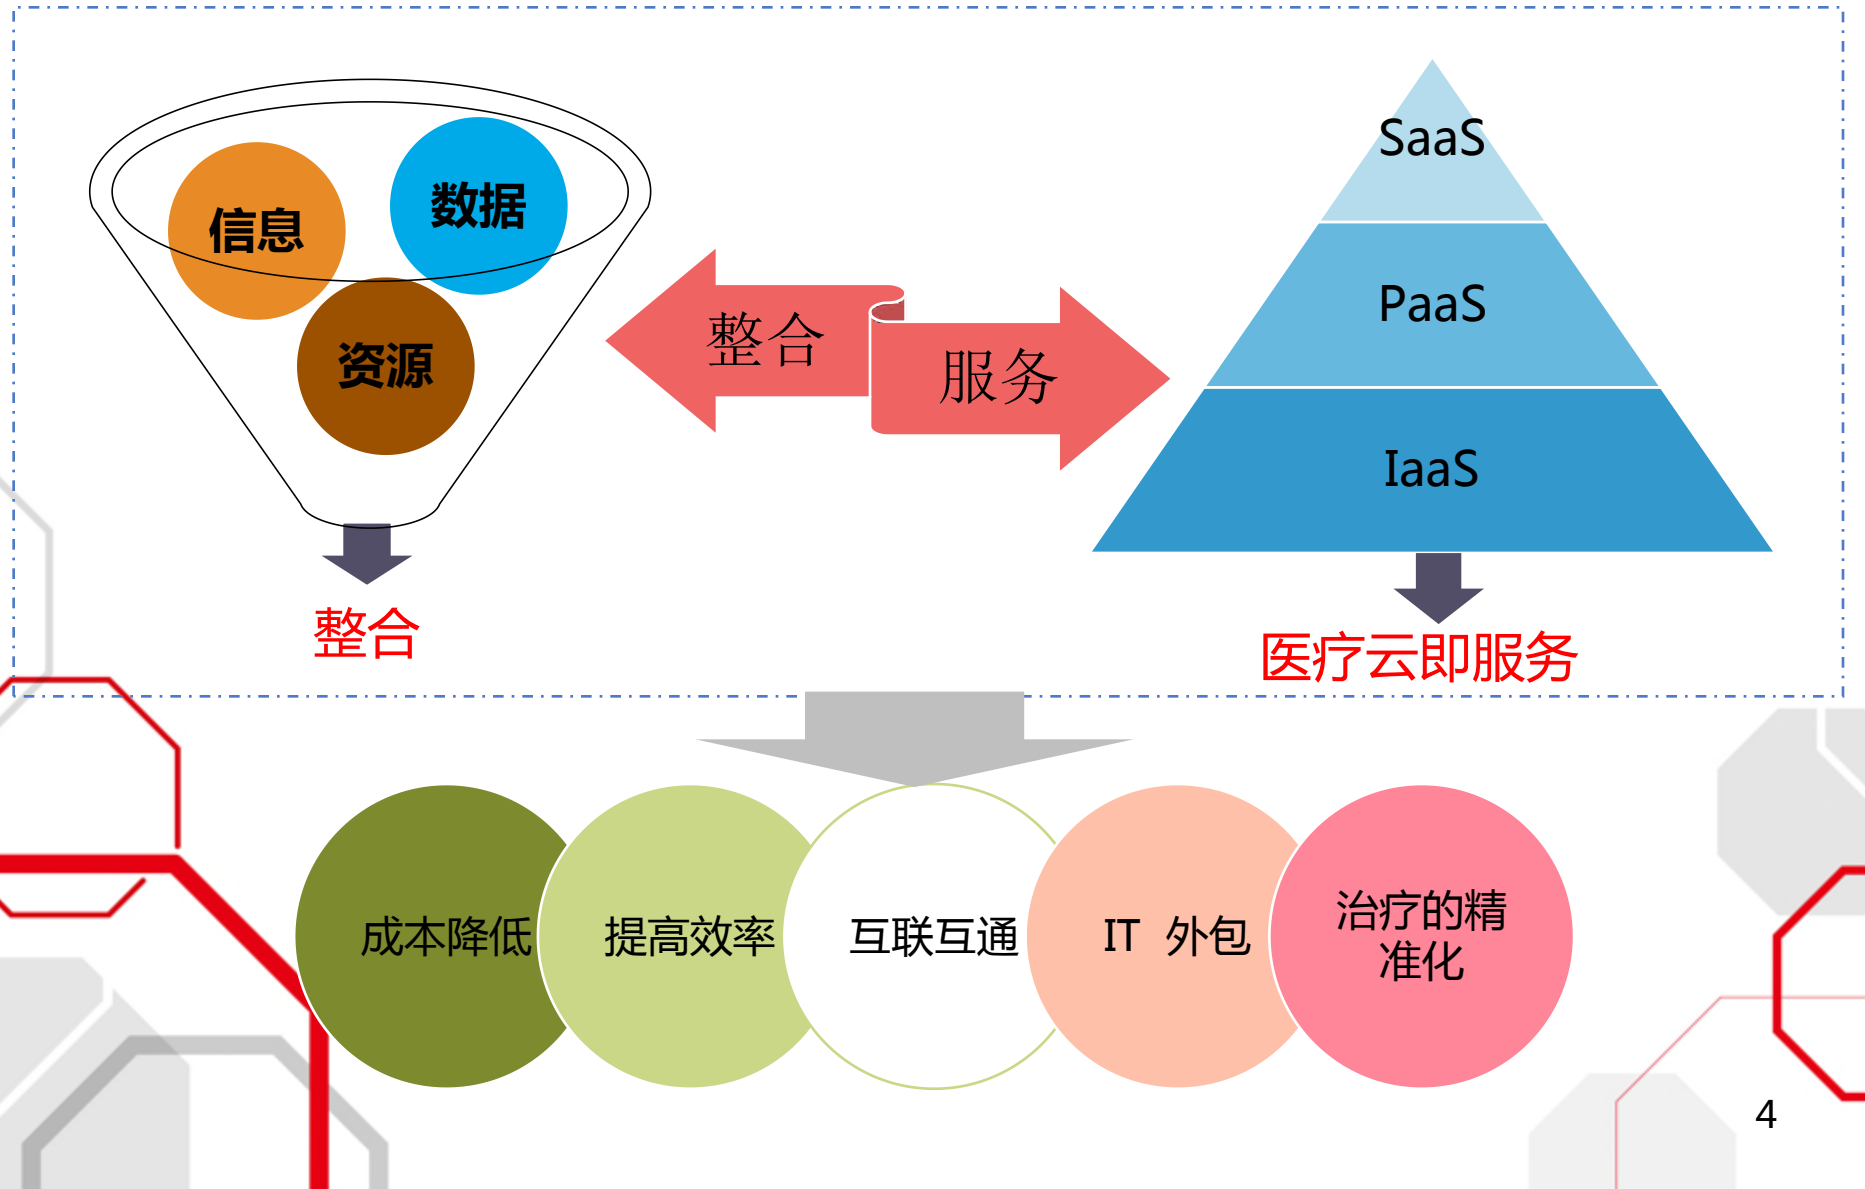 信息
数据
资源
整合
整合
服务
SaaS
PaaS
IaaS
医疗云即服务
成本降低
提高效率
互联互通
IT 外包
治疗的精
准化
4